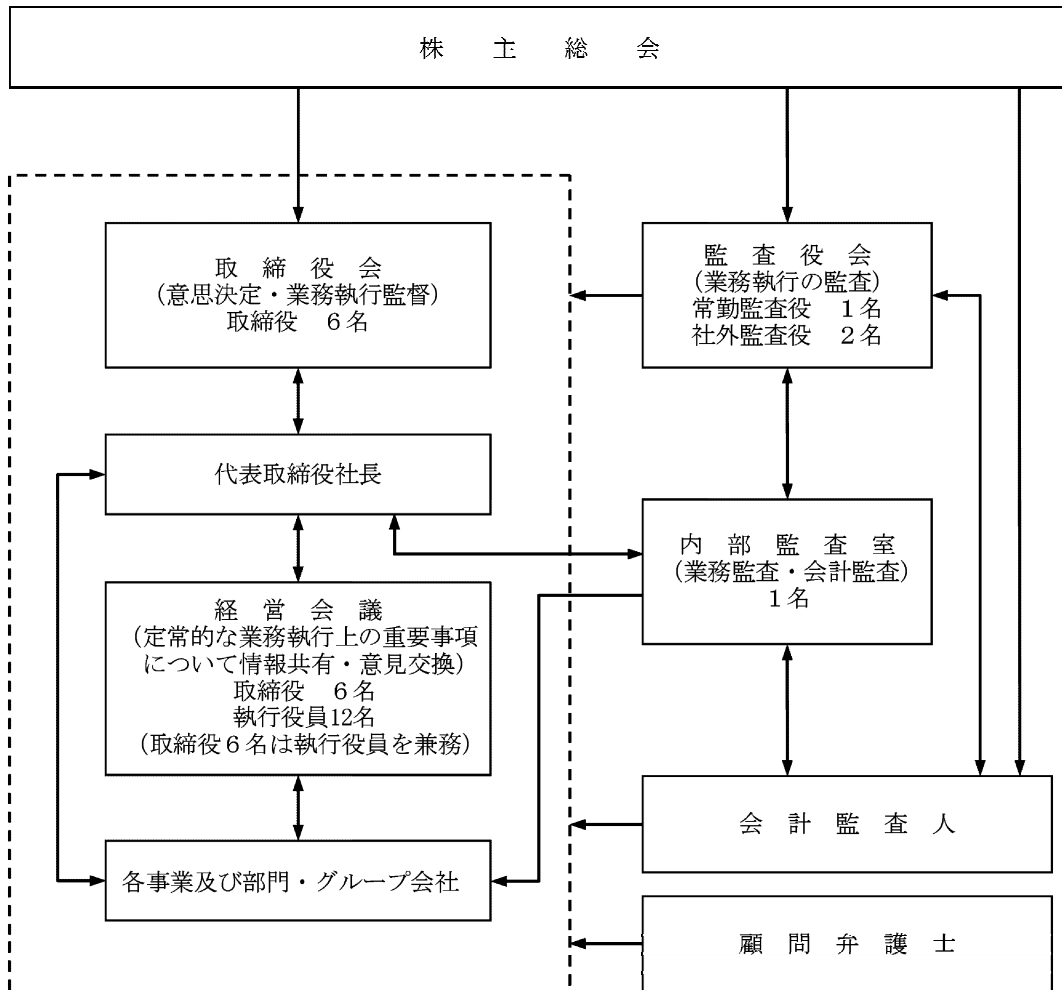 株 主 総 会
取 締 役 会
(意思決定・業務執行監督)
取締役 6名
監 査 役 会
(業務執行の監査)
常勤監査役 1名
社外監査役 2名
代表取締役社長
内 部 監 査 室
(業務監査・会計監査)
1名
経 営 会 議
(定常的な業務執行上の重要事項
について情報共有・意見交換)
取締役 6名
執行役員12名
(取締役6名は執行役員を兼務)
会 計 監 査 人
各事業及び部門・グループ会社
顧 問 弁 護 士